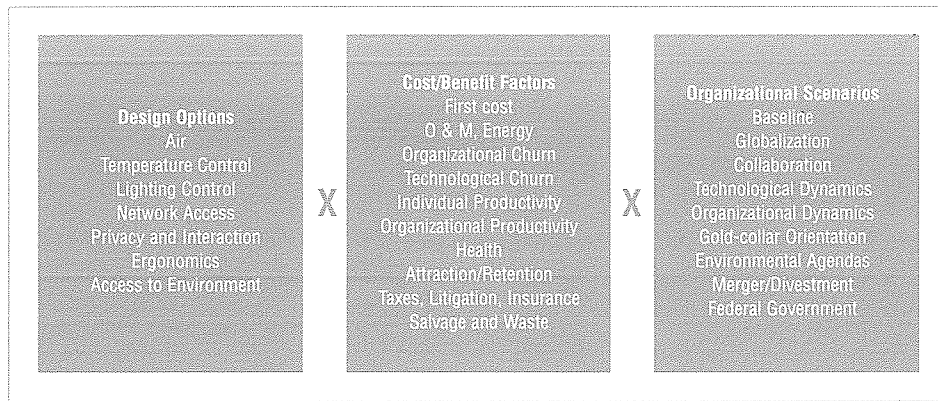 Design Options
Air
Temperature Control
Lighting Control
Network Access
Privacy and Interaction
Ergonomics
Access to Environment
X
Cost/Benefit Factors
First cost
O & M, Energy
Organizational Churn
Technological Churn
Individual Productivity
Organizational Productivity
Health
Attraction/Retention
Taxes, Litigation, Insurance
Salvage and Waste
X
Organizational Scenarios
Baseline
Globalization
Collaboration
Technological Dynamics
Organizational Dynamics
Gold-collar Orientation
Environmental Agendas
Merger/Divestment
Federal Government